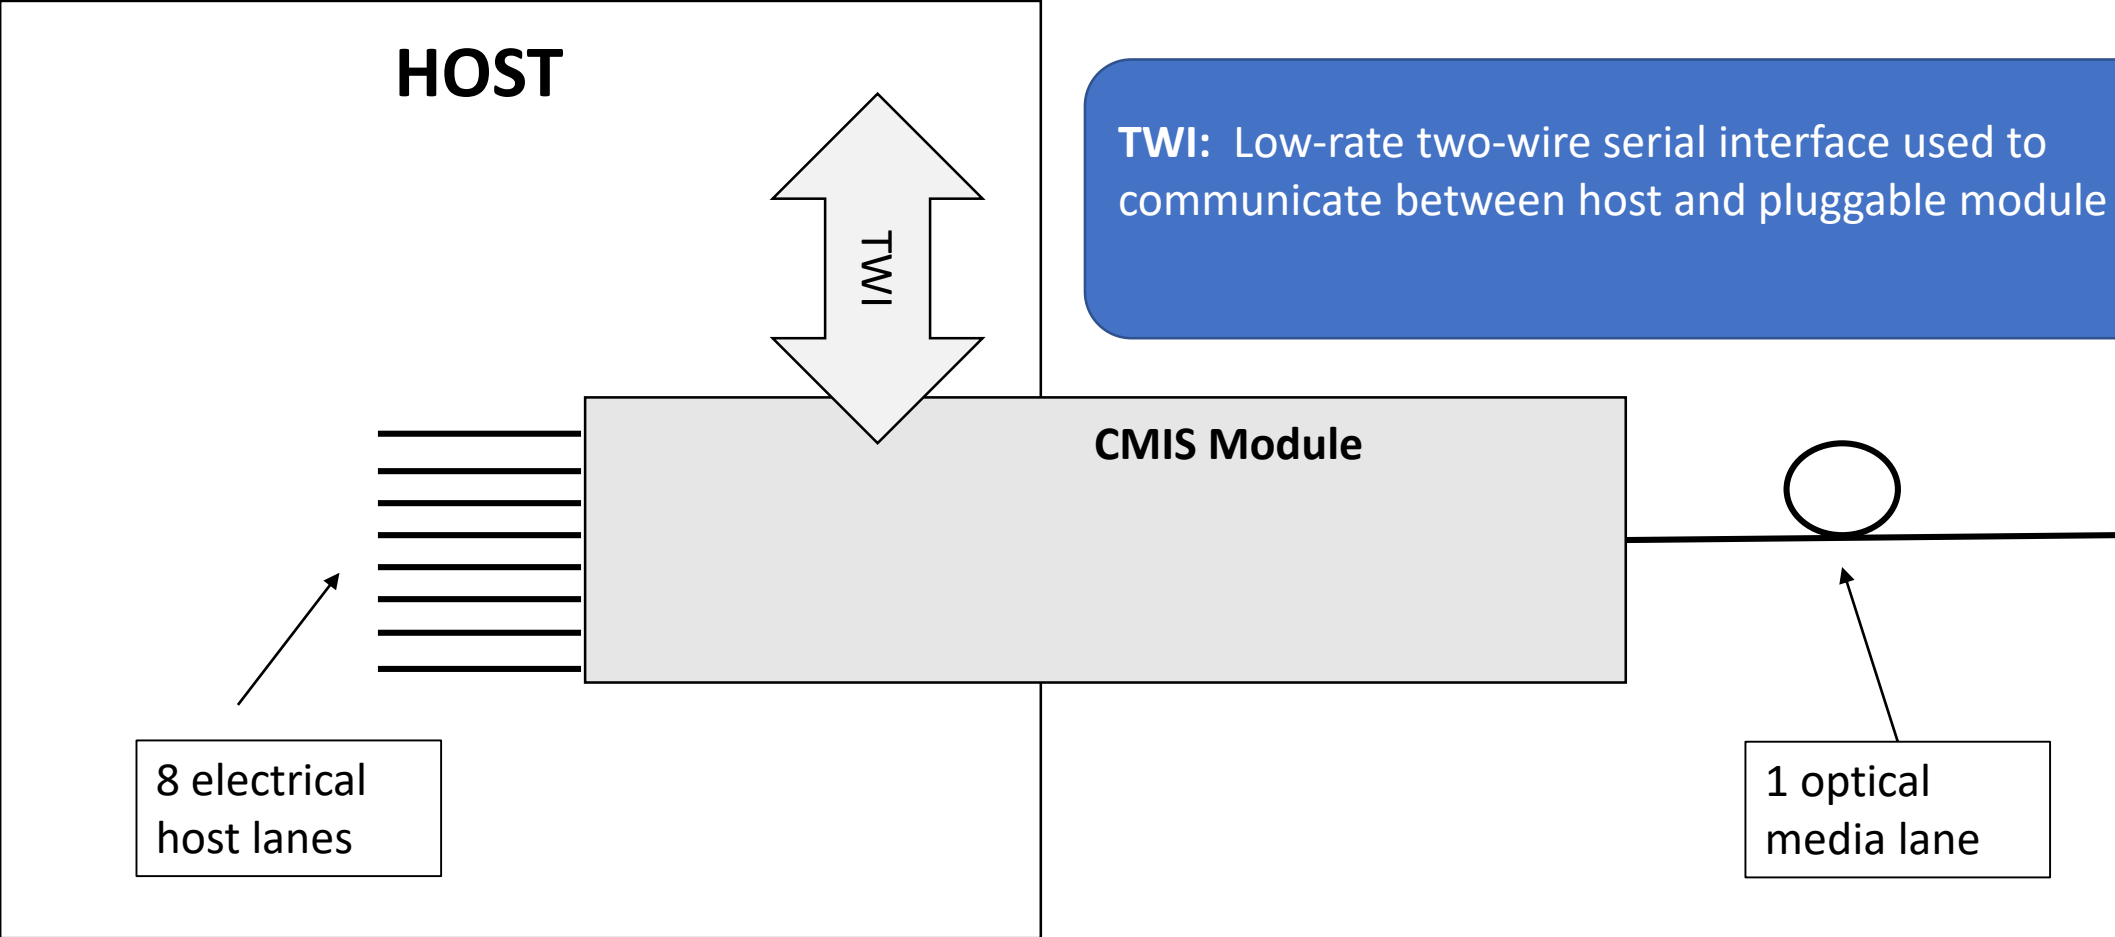 HOST
TWI: Low-rate two-wire serial interface used to
communicate between host and pluggable module
TWI
CMIS Module
8 electrical
host lanes
1 optical
media lane